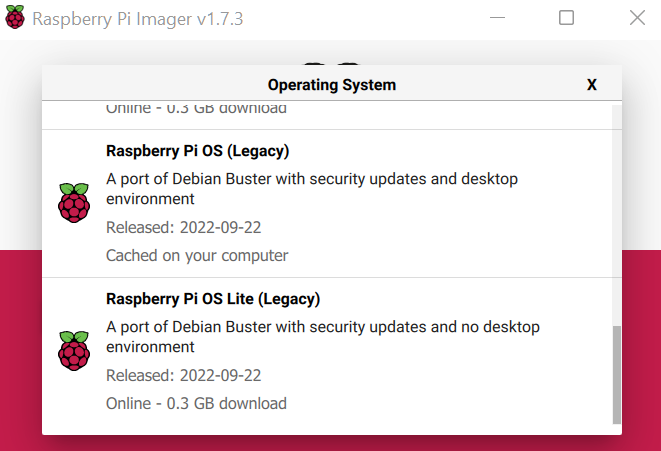 Raspberry Pi Imager v1.7.3
Operating System
X
Online - 0.3 GB download
Raspberry Pi OS (Legacy)
A port of Debian Buster with security updates and desktop
environment
Released: 2022-09-22
Cached on your computer
Raspberry Pi OS Lite (Legacy)
A port of Debian Buster with security updates and no desktop
environment
Released: 2022-09-22
Online - 0.3 GB download